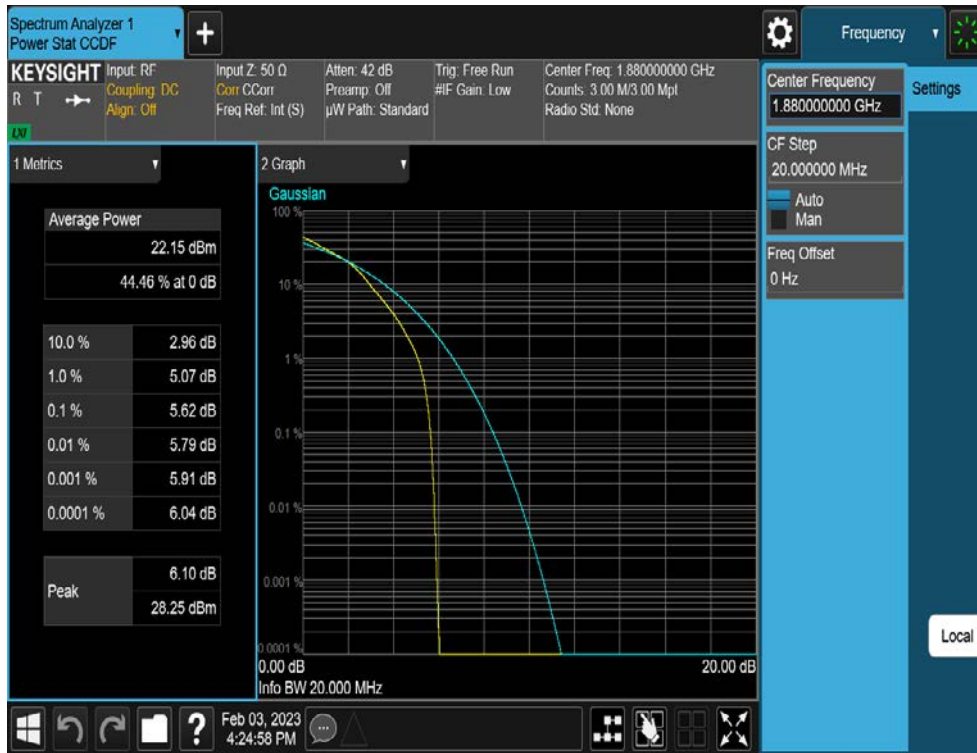 Spectrum Analyzer 1
Power Stat CCDF
+
Frequency
KEYSIGHT
R T
LXI
Input: RF
Coupling: DC
Align: Off
Input Z: 50 Ω
Corr CCorr
Freq Ref: Int (S)
Atten: 42 dB
Preamp: Off
µW Path: Standard
Trig: Free Run
#IF Gain: Low
Center Freq: 1.880000000 GHz
Counts: 3.00 M/3.00 Mpt
Radio Std: None
Center Frequency
1.880000000 GHz
Settings
CF Step
20.000000 MHz
Auto
Man
Freq Offset
0 Hz
Local
1 Metrics
Average Power
22.15 dBm
44.46 % at 0 dB
10.0 % 2.96 dB
1.0 % 5.07 dB
0.1 % 5.62 dB
0.01 % 5.79 dB
0.001 % 5.91 dB
0.0001 % 6.04 dB
Peak
6.10 dB
28.25 dBm
2 Graph
Gaussian
100 %
10 %
1 %
0.1 %
0.01 %
0.001 %
0.0001 %
0.00 dB 20.00 dB
Info BW 20.000 MHz
?
Feb 03, 2023
4:24:58 PM